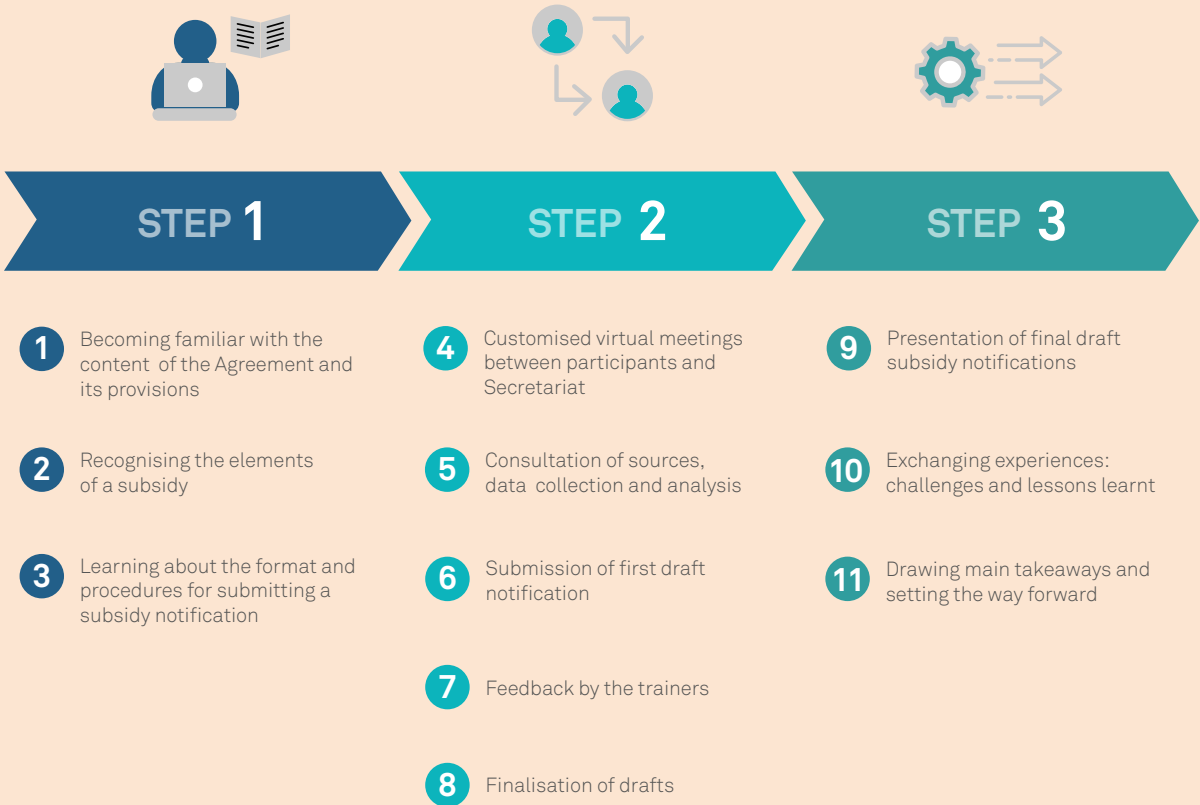 STEP 1
STEP 2
STEP 3
1
Becoming familiar with the
content of the Agreement and
its provisions
2
Recognising the elements
of a subsidy
3
Learning about the format and
procedures for submitting a
subsidy notification
4
Customised virtual meetings
between participants and
Secretariat
5
Consultation of sources,
data collection and analysis
6
Submission of first draft
notification
7
Feedback by the trainers
8
Finalisation of drafts
9
Presentation of final draft
subsidy notifications
10
Exchanging experiences:
challenges and lessons learnt
11
Drawing main takeaways and
setting the way forward